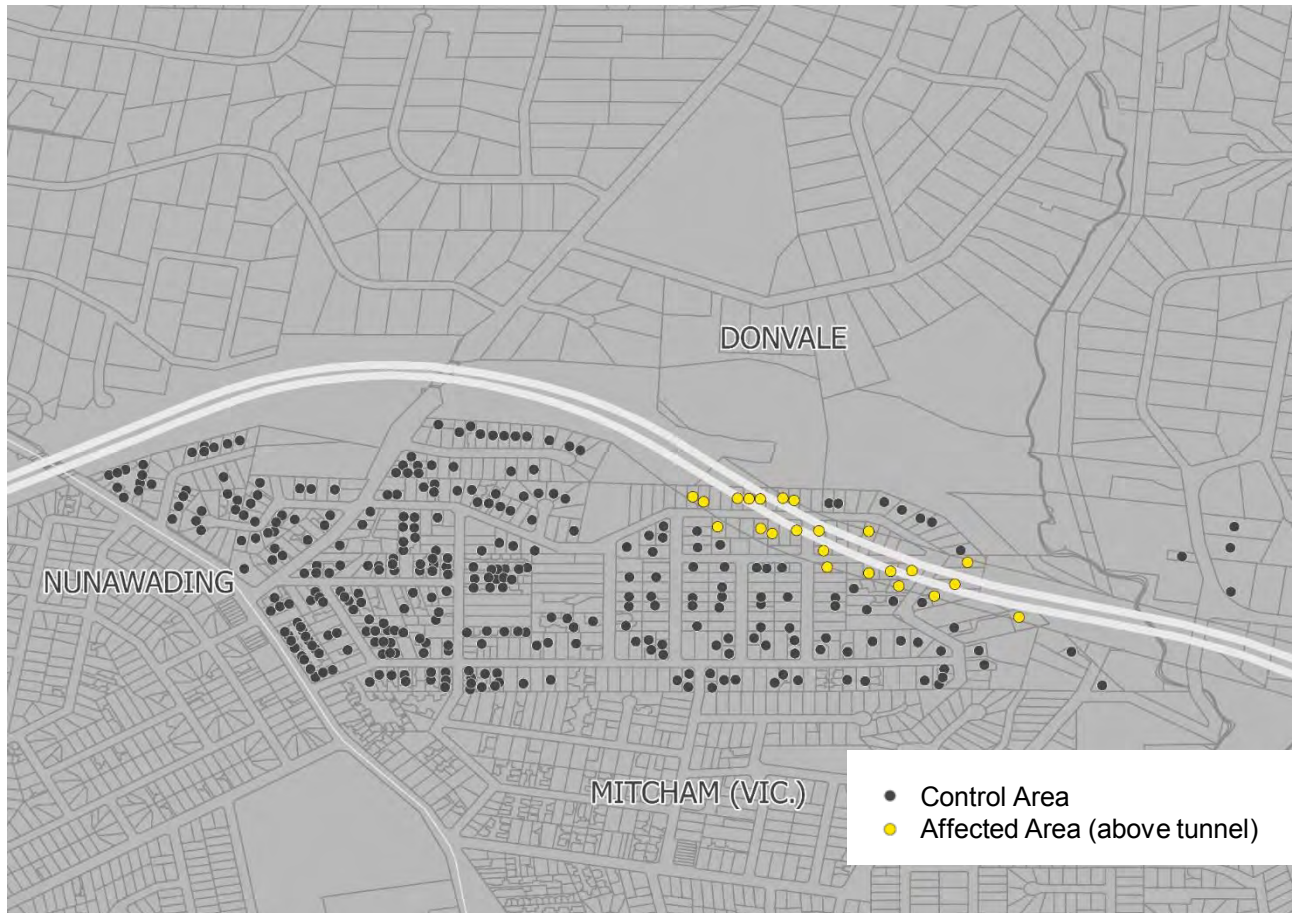 DONVALE
NUNAWADING
MITCHAM (VIC.)
Control Area
Affected Area (above tunnel)